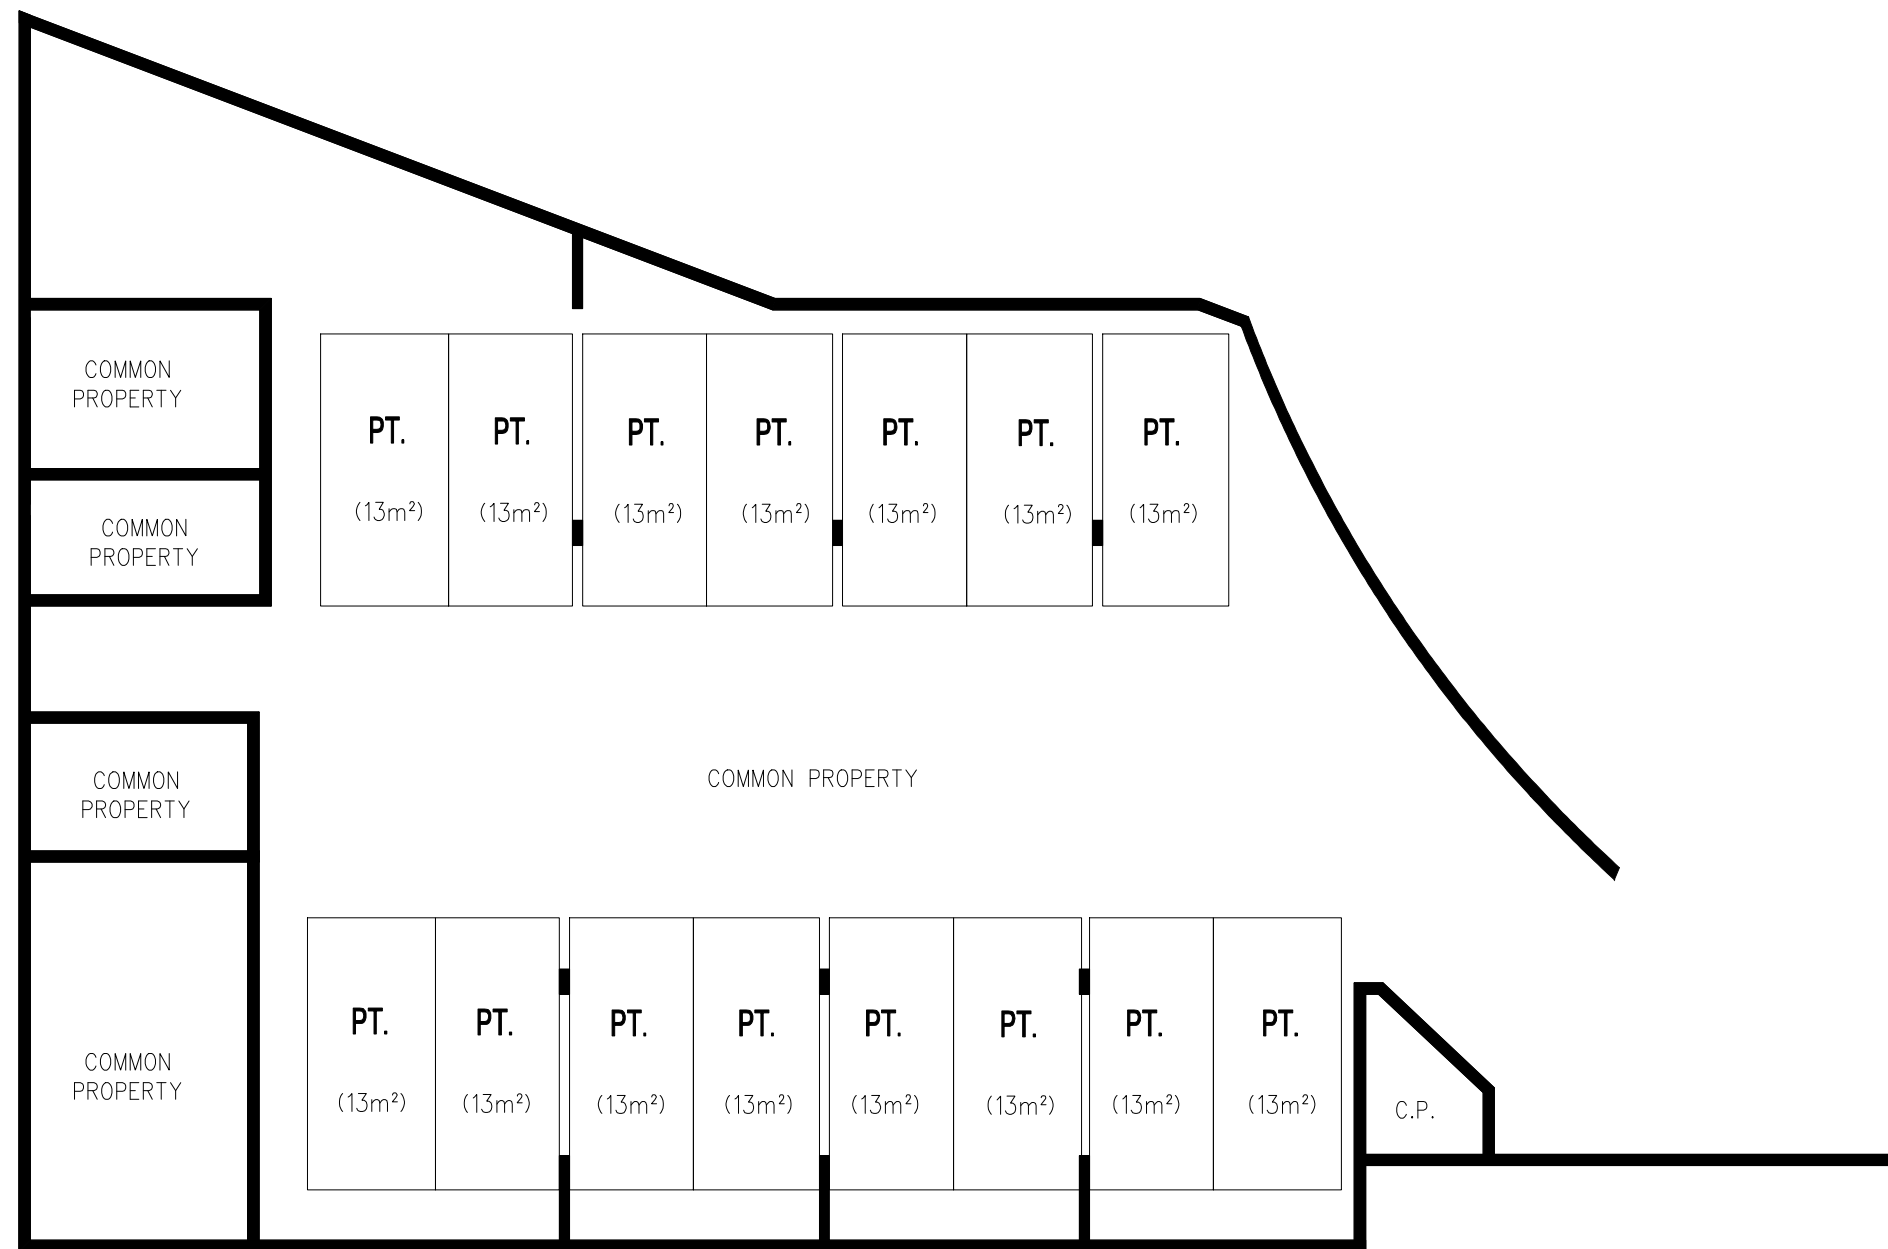 COMMON
PROPERTY
PT. PT. PT. PT. PT. PT. PT.
(13m²) (13m²) (13m²) (13m²) (13m²) (13m²) (13m²)
COMMON
PROPERTY
COMMON
PROPERTY
COMMON PROPERTY
PT. PT. PT. PT. PT. PT. PT. PT.
COMMON
PROPERTY
(13m²) (13m²) (13m²) (13m²) (13m²) (13m²) (13m²) (13m²)
C.P.